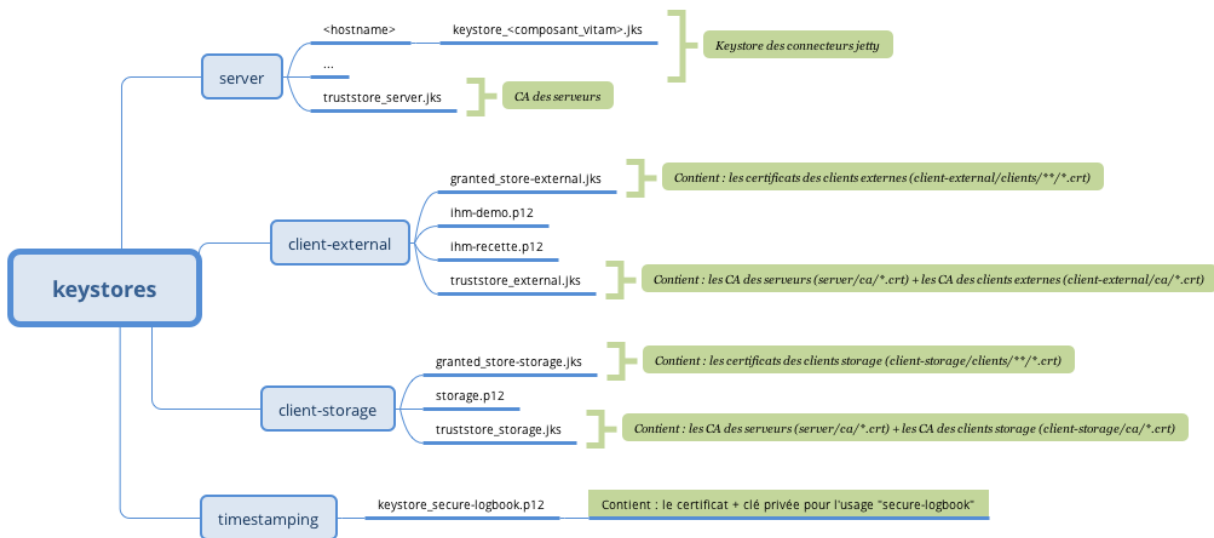 <hostname>
keystore_<composant_vitam>.jks
Keystore des connecteurs jetty
server
...
truststore_server.jks
CA des serveurs
granted_store-external.jks
Contient : les certificats des clients externes (client-external/clients/**/*.crt)
ihm-demo.p12
client-external
ihm-recette.p12
truststore_external.jks
Contient : les CA des serveurs (server/ca/*.crt) + les CA des clients externes (client-external/ca/*.crt)
keystores
granted_store-storage.jks
Contient : les certificats des clients storage (client-storage/clients/**/*.crt)
storage.p12
client-storage
truststore_storage.jks
Contient : les CA des serveurs (server/ca/*.crt) + les CA des clients storage (client-storage/ca/*.crt)
timestamping
keystore_secure-logbook.p12
Contient : le certificat + clé privée pour l'usage "secure-logbook"